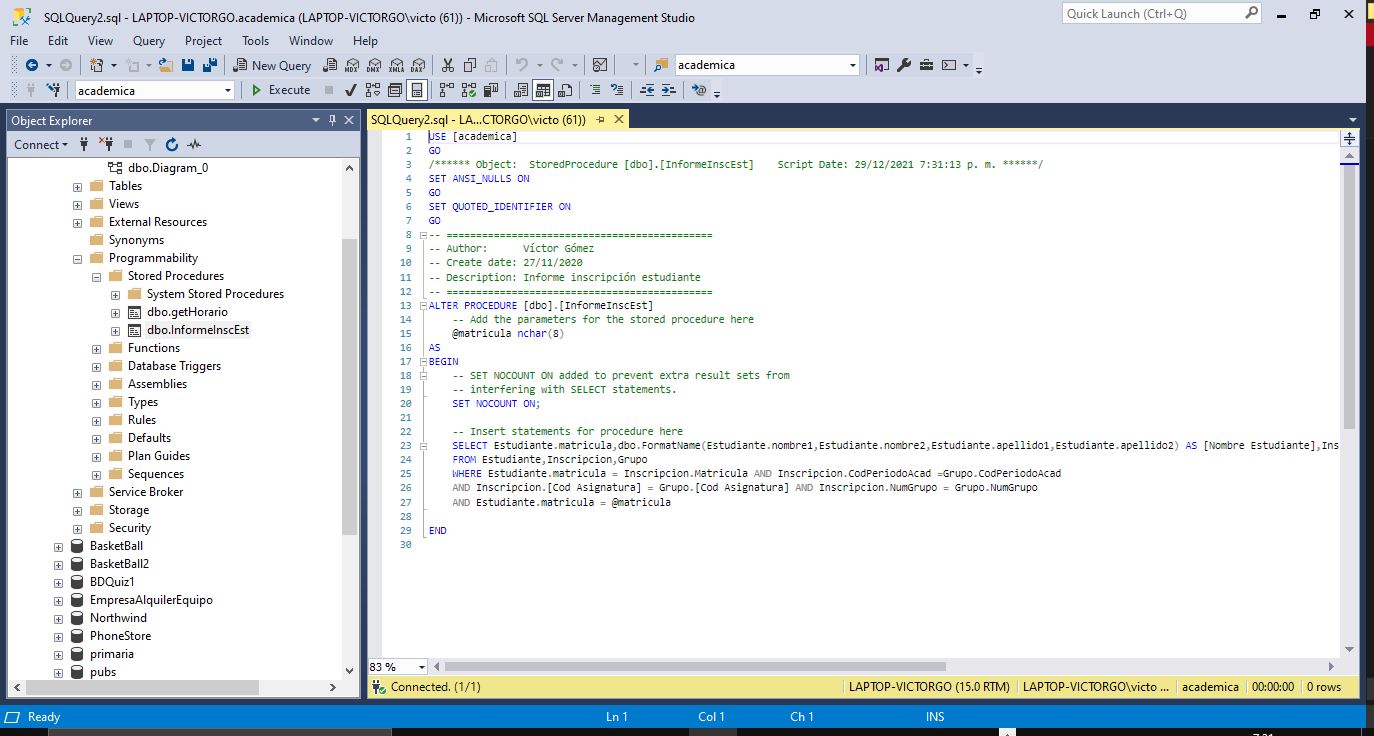 SQLQuery2.sql - LAPTOP-VICTORGO.academica (LAPTOP-VICTORGO\victo (61)) - Microsoft SQL Server Management Studio
Quick Launch (Ctrl+Q)
File Edit View Query Project Tools Window Help
New Query MDX DMX XMLA DAX academica
academica Execute
Object Explorer
Connect
dbo.Diagram_0
Tables
Views
External Resources
Synonyms
Programmability
Stored Procedures
System Stored Procedures
dbo.getHorario
dbo.InformeInscEst
Functions
Database Triggers
Assemblies
Types
Rules
Defaults
Plan Guides
Sequences
Service Broker
Storage
Security
BasketBall
BasketBall2
BDQuiz1
EmpresaAlquilerEquipo
Northwind
PhoneStore
primaria
pubs
SQLQuery2.sql - LA...CTORGO\victo (61))
1 USE [academica]
2 GO
3 /****** Object:  StoredProcedure [dbo].[InformeInscEst]    Script Date: 29/12/2021 7:31:13 p. m. ******/
4 SET ANSI_NULLS ON
5 GO
6 SET QUOTED_IDENTIFIER ON
7 GO
8 -- =============================================
9 -- Author:      Víctor Gómez
10 -- Create date: 27/11/2020
11 -- Description: Informe inscripción estudiante
12 -- =============================================
13 ALTER PROCEDURE [dbo].[InformeInscEst]
14 -- Add the parameters for the stored procedure here
15 @matricula nchar(8)
16 AS
17 BEGIN
18 -- SET NOCOUNT ON added to prevent extra result sets from
19 -- interfering with SELECT statements.
20 SET NOCOUNT ON;
21
22 -- Insert statements for procedure here
23 SELECT Estudiante.matricula,dbo.FormatName(Estudiante.nombre1,Estudiante.nombre2,Estudiante.apellido1,Estudiante.apellido2) AS [Nombre Estudiante],Ins
24 FROM Estudiante,Inscripcion,Grupo
25 WHERE Estudiante.matricula = Inscripcion.Matricula AND Inscripcion.CodPeriodoAcad =Grupo.CodPeriodoAcad
26 AND Inscripcion.[Cod Asignatura] = Grupo.[Cod Asignatura] AND Inscripcion.NumGrupo = Grupo.NumGrupo
27 AND Estudiante.matricula = @matricula
28
29 END
30
83 %
Connected. (1/1) LAPTOP-VICTORGO (15.0 RTM) LAPTOP-VICTORGO\victo ... academica 00:00:00 0 rows
Ready Ln 1 Col 1 Ch 1 INS